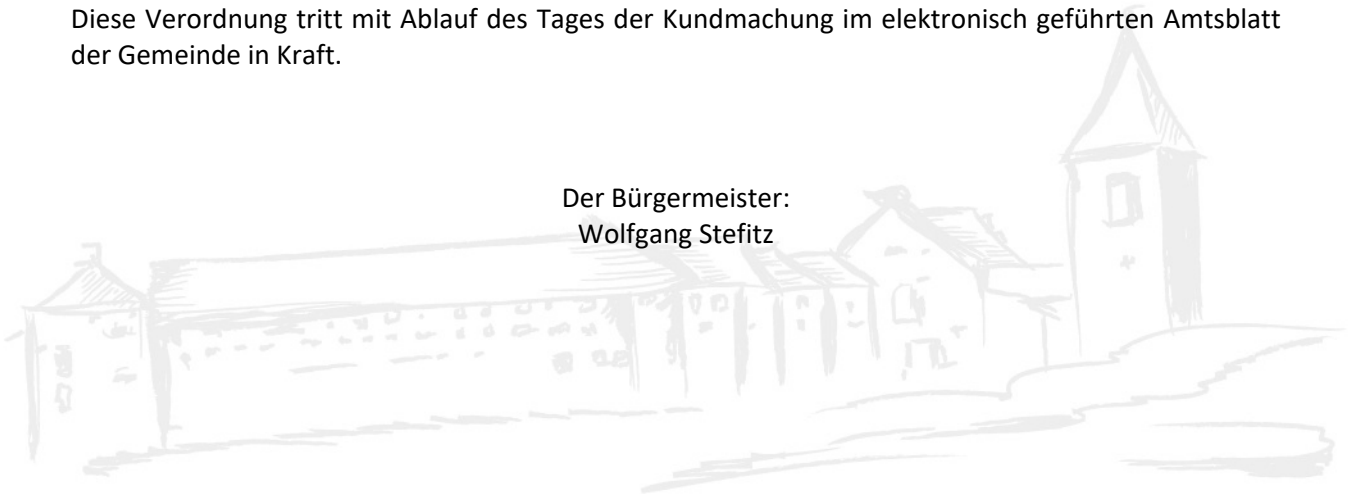 Diese Verordnung tritt mit Ablauf des Tages der Kundmachung im elektronisch geführten Amtsblatt
der Gemeinde in Kraft.
Der Bürgermeister:
Wolfgang Stefitz